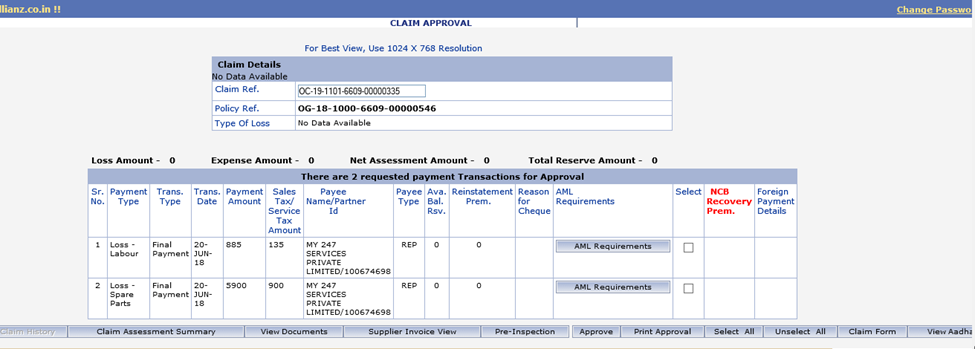 llianz.co.in !! Change Passwo
CLAIM APPROVAL
For Best View, Use 1024 X 768 Resolution
Claim Details
No Data Available
Claim Ref. OC-19-1101-6609-00000335
Policy Ref. OG-18-1000-6609-00000546
Type Of Loss No Data Available
Loss Amount - 0 Expense Amount - 0 Net Assessment Amount - 0 Total Reserve Amount - 0
There are 2 requested payment Transactions for Approval
Sr. Payment Trans. Trans. Payment Sales Payee Payee Ava. Reinstatement Reason AML Select NCB Foreign
No. Type Type Date Amount Tax/ Name/Partner Type Bal. Prem. for Requirements Recovery Payment
Service Id Rsv. Cheque Prem. Details
Tax
Amount
1 Loss - Final 20- 885 135 MY 247 REP 0 0 AML Requirements
Labour Payment JUN- SERVICES
18 PRIVATE
LIMITED/100674698
2 Loss - Final 20- 5900 900 MY 247 REP 0 0 AML Requirements
Spare Payment JUN- SERVICES
Parts 18 PRIVATE
LIMITED/100674698
Claim History Claim Assessment Summary View Documents Supplier Invoice View Pre-Inspection Approve Print Approval Select All Unselect All Claim Form View Aadha